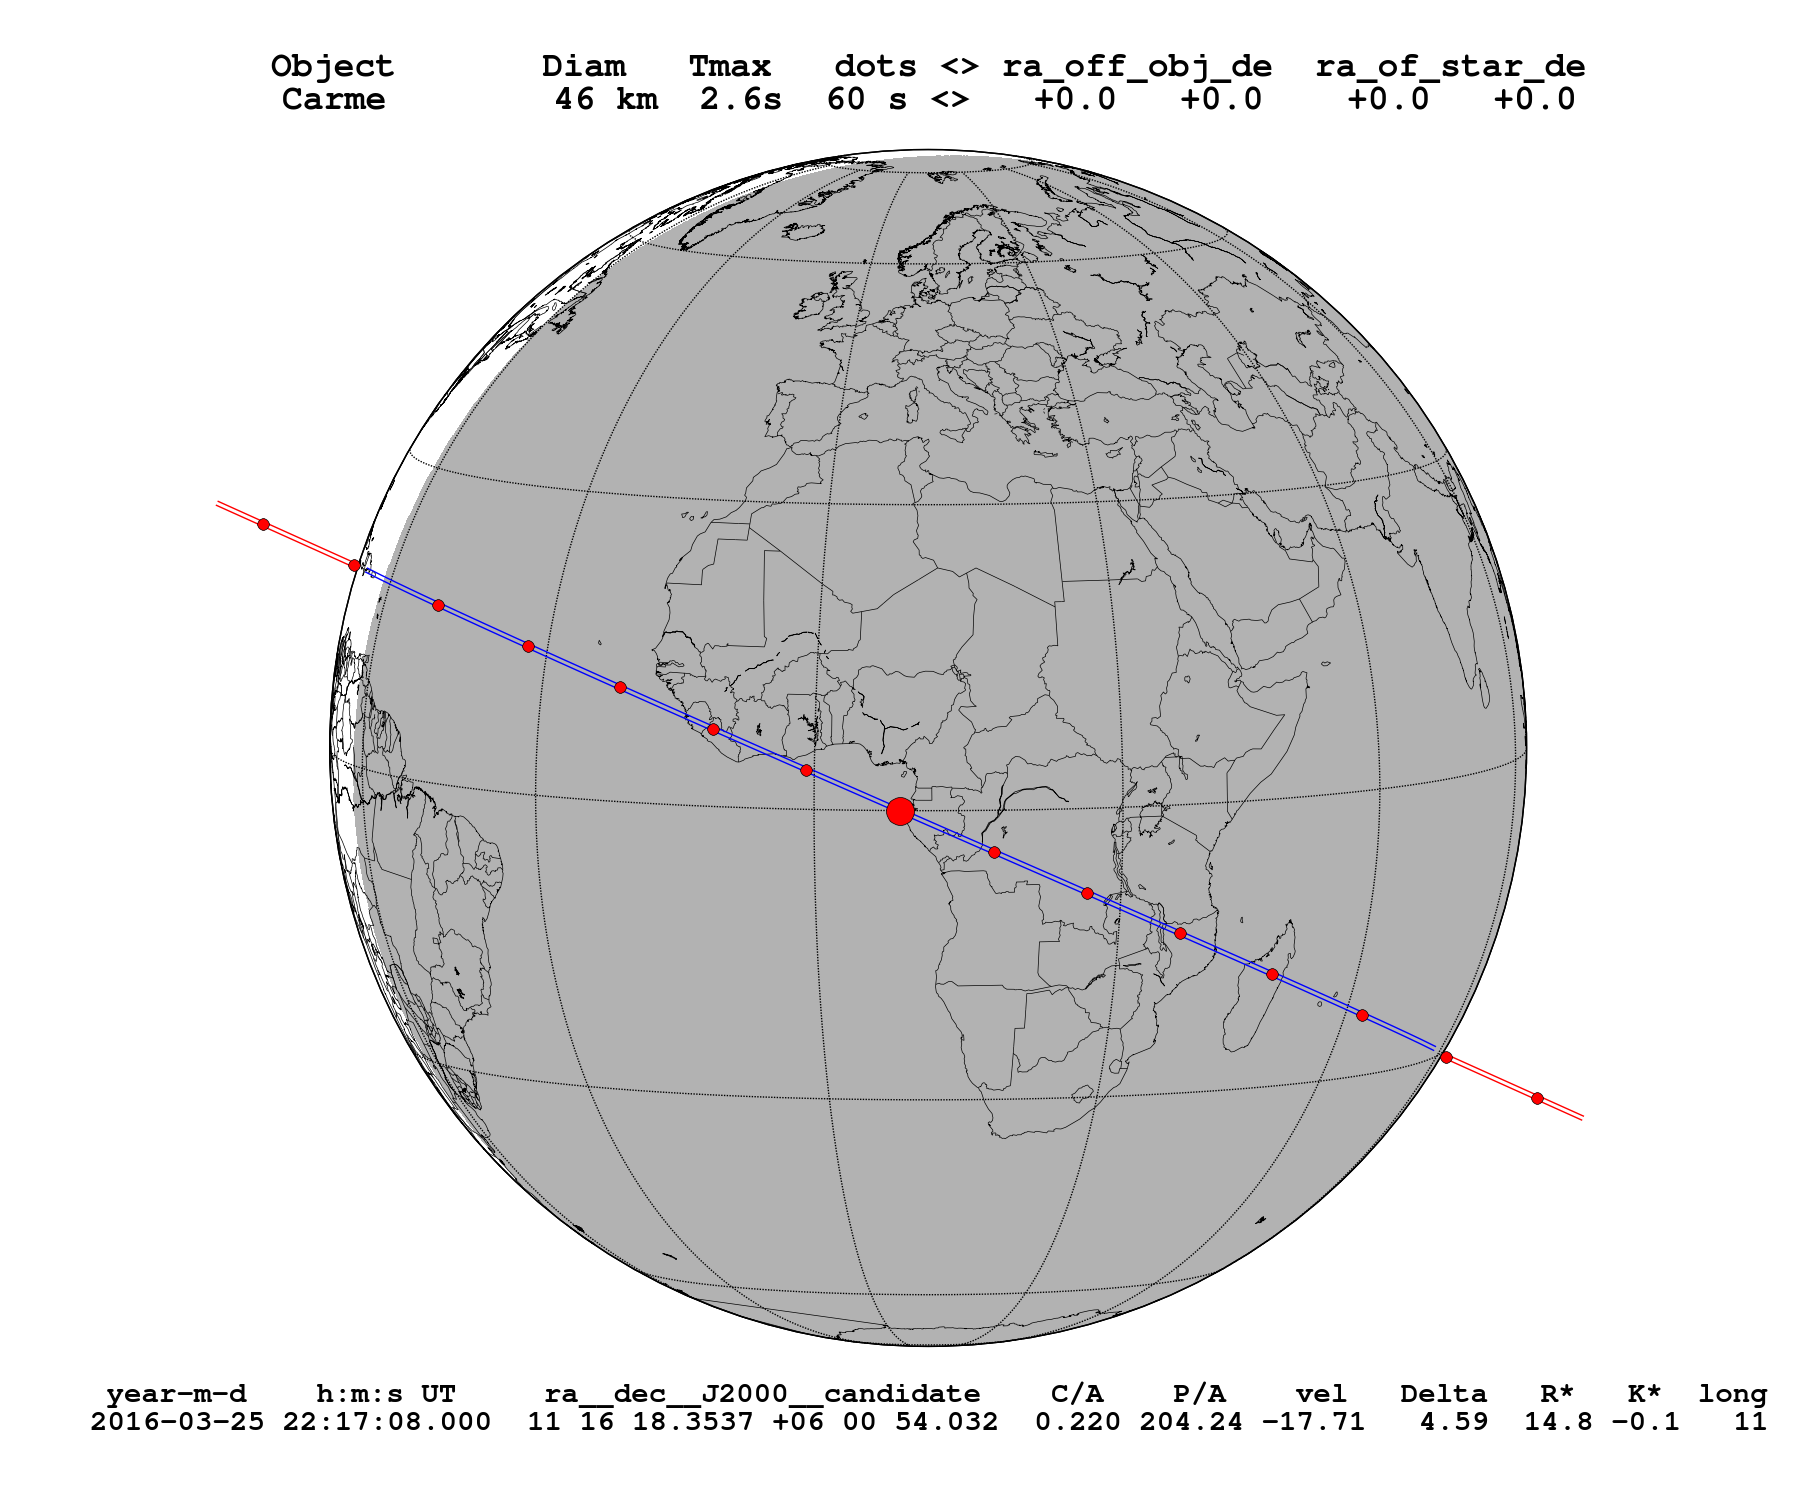 Object Diam Tmax dots <> ra_off_obj_de ra_of_star_de
Carme 46 km 2.6s 60 s <> +0.0 +0.0 +0.0 +0.0
year-m-d h:m:s UT ra__dec__J2000__candidate C/A P/A vel Delta R* K* long
2016-03-25 22:17:08.000 11 16 18.3537 +06 00 54.032 0.220 204.24 -17.71 4.59 14.8 -0.1 11